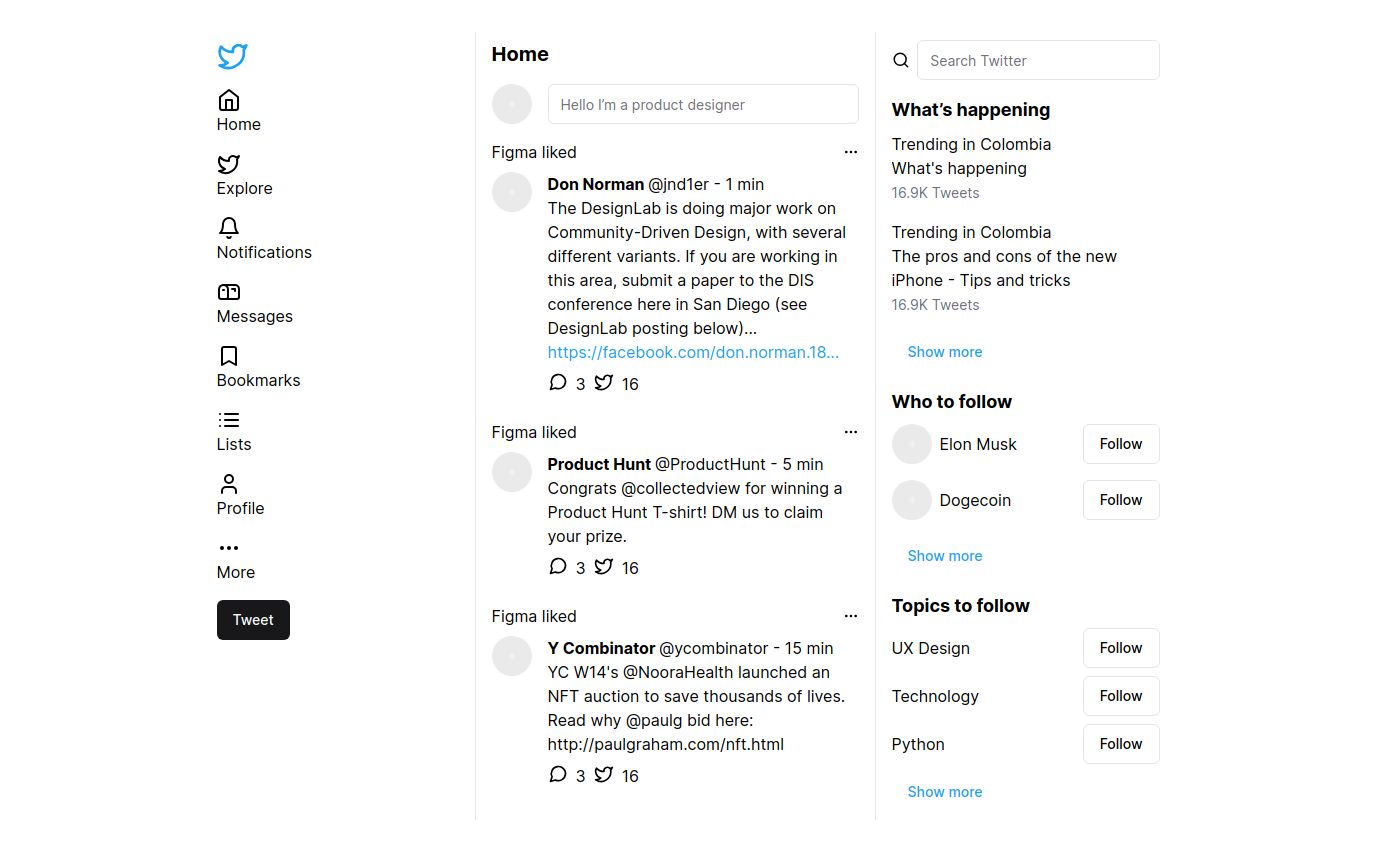 Home
Explore
Notifications
Messages
Bookmarks
Lists
Profile
More
Tweet
Home
Hello I’m a product designer
Figma liked
Don Norman @jnd1er - 1 min
The DesignLab is doing major work on
Community-Driven Design, with several
different variants. If you are working in
this area, submit a paper to the DIS
conference here in San Diego (see
DesignLab posting below)...
https://facebook.com/don.norman.18...
3 16
Figma liked
Product Hunt @ProductHunt - 5 min
Congrats @collectedview for winning a
Product Hunt T-shirt! DM us to claim
your prize.
3 16
Figma liked
Y Combinator @ycombinator - 15 min
YC W14's @NooraHealth launched an
NFT auction to save thousands of lives.
Read why @paulg bid here:
http://paulgraham.com/nft.html
3 16
Search Twitter
What’s happening
Trending in Colombia
What's happening
16.9K Tweets
Trending in Colombia
The pros and cons of the new
iPhone - Tips and tricks
16.9K Tweets
Show more
Who to follow
Elon Musk Follow
Dogecoin Follow
Show more
Topics to follow
UX Design Follow
Technology Follow
Python Follow
Show more